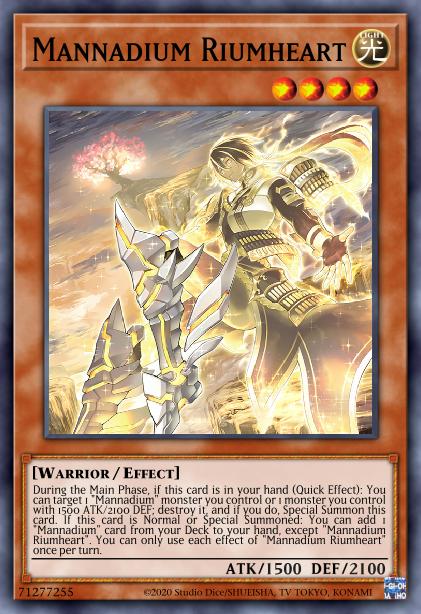 MANNADIUM RIUMHEART
LIGHT
光
[WARRIOR / EFFECT]
During the Main Phase, if this card is in your hand (Quick Effect): You
can target 1 "Mannadium" monster you control or 1 monster you control
with 1500 ATK/2100 DEF; destroy it, and if you do, Special Summon this
card. If this card is Normal or Special Summoned: You can add 1
"Mannadium" card from your Deck to your hand, except "Mannadium
Riumheart". You can only use each effect of "Mannadium Riumheart"
once per turn.
ATK/1500 DEF/2100
71277255
©2020 Studio Dice/SHUEISHA, TV TOKYO, KONAMI